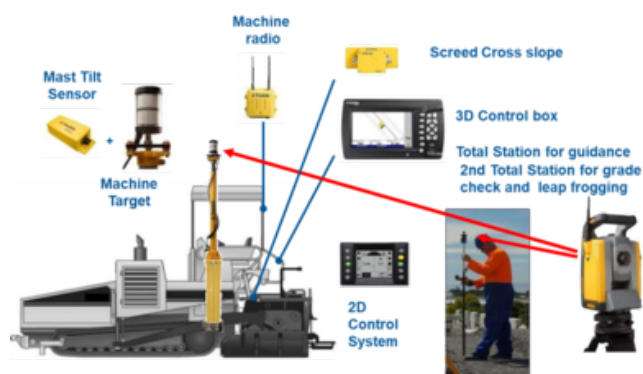 Machine
radio
Screed Cross slope
Mast Tilt
Sensor
+
3D Control box
Machine
Target
Total Station for guidance
2nd Total Station for grade
check and leap frogging
2D
Control
System